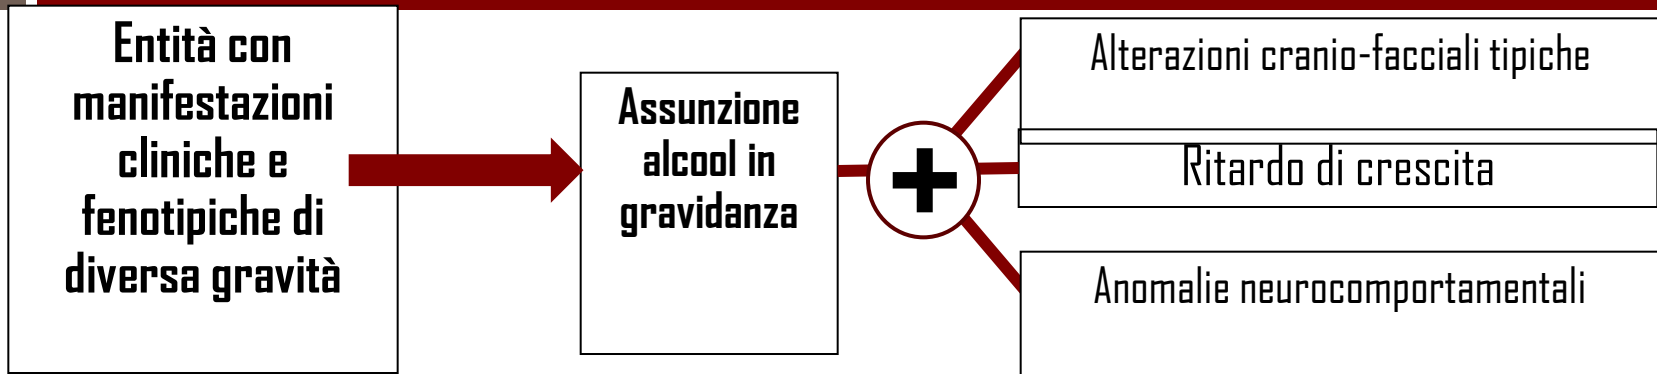 Entità con
manifestazioni
cliniche e
fenotipiche di
diversa gravità
Assunzione
alcool in
gravidanza
+
Alterazioni cranio-facciali tipiche
Ritardo di crescita
Anomalie neurocomportamentali